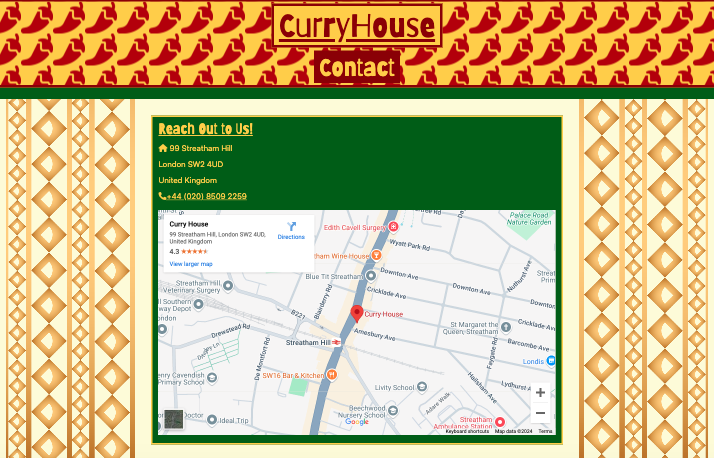 CurryHouse
Contact
Reach Out to Us!
99 Streatham Hill
London SW2 4UD
United Kingdom
+44 (020) 8509 2259
Curry House
99 Streatham Hill, London SW2 4UD,
United Kingdom
4.3
View larger map
Directions
Palace Road
Nature Garden
Edith Cavell Surgery
Wyatt Park Rd
tham Wine House
Blue Tit Streatham
Downton Ave
Downton Ave
Cricklade Ave
Nuthurst Ave
Streatham Hill,
Veterinary Surgery
Blairderry Rd
ll Southern
way Depot
London
B221
Curry House
Amesbury Ave
St Margaret the
Queen, Streatham
Cricklade Ave
Drewstead Rd
Streatham Hill
Barcombe Ave
De Montfort Rd
Faygate Rd
Londis
enry Cavendish
Primary School
SW16 Bar & Kitchen
Livity School
Hailsham Ave
Lydhurst
Beechwood
Nursery School
Doctor
Ideal Trip
Streatham
Ambulance Station
Google
Keyboard shortcuts Map data ©2024 Terms